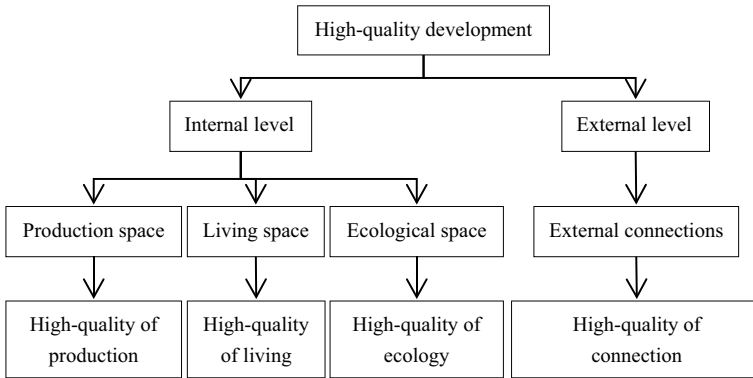 High-quality development
Internal level
External level
Production space
Living space
Ecological space
External connections
High-quality of
production
High-quality
of living
High-quality of
ecology
High-quality of
connection